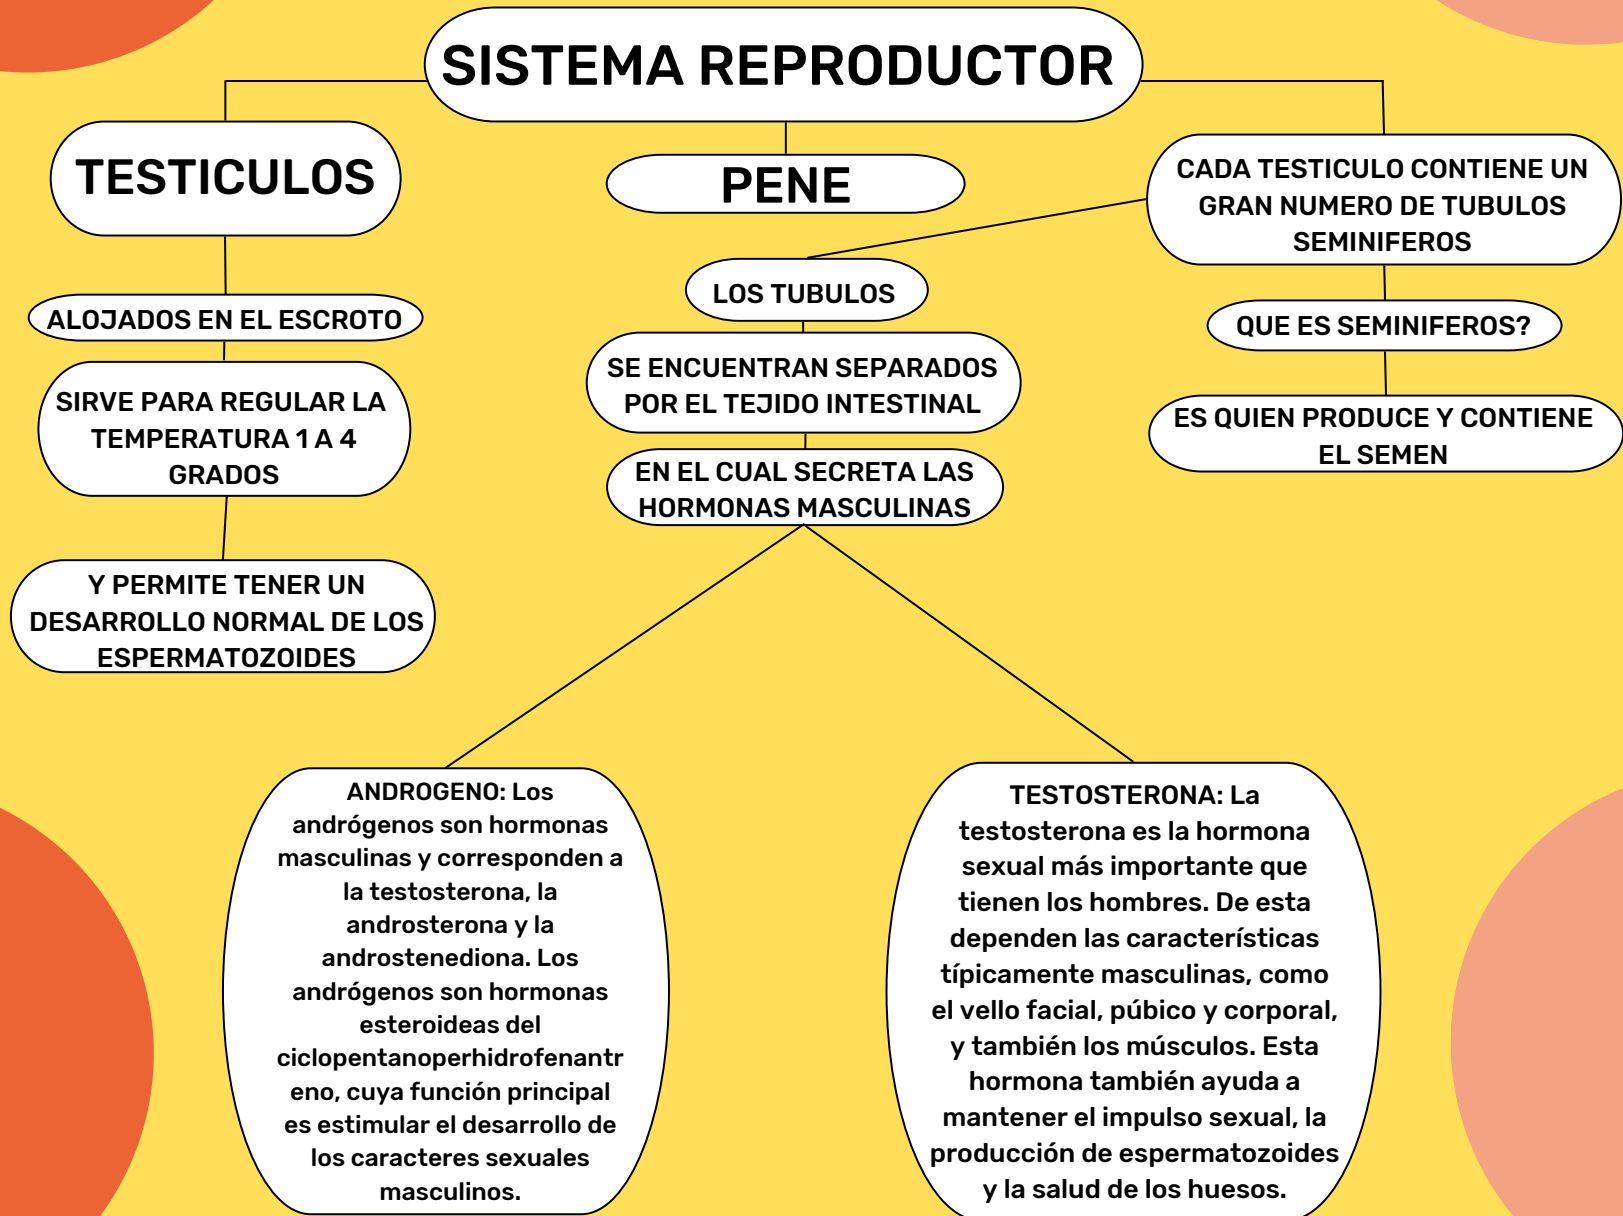 SISTEMA REPRODUCTOR
TESTICULOS
ALOJADOS EN EL ESCROTO
SIRVE PARA REGULAR LA
TEMPERATURA 1 A 4
GRADOS
Y PERMITE TENER UN
DESARROLLO NORMAL DE LOS
ESPERMATOZOIDES
PENE
CADA TESTICULO CONTIENE UN
GRAN NUMERO DE TUBULOS
SEMINIFEROS
QUE ES SEMINIFEROS?
ES QUIEN PRODUCE Y CONTIENE
EL SEMEN
LOS TUBULOS
SE ENCUENTRAN SEPARADOS
POR EL TEJIDO INTESTINAL
EN EL CUAL SECRETA LAS
HORMONAS MASCULINAS
ANDROGENO: Los
andrógenos son hormonas
masculinas y corresponden a
la testosterona, la
androsterona y la
androstenediona. Los
andrógenos son hormonas
esteroideas del
ciclopentanoperhidrofenantr
eno, cuya función principal
es estimular el desarrollo de
los caracteres sexuales
masculinos.
TESTOSTERONA: La
testosterona es la hormona
sexual más importante que
tienen los hombres. De esta
dependen las características
típicamente masculinas, como
el vello facial, púbico y corporal,
y también los músculos. Esta
hormona también ayuda a
mantener el impulso sexual, la
producción de espermatozoides
y la salud de los huesos.